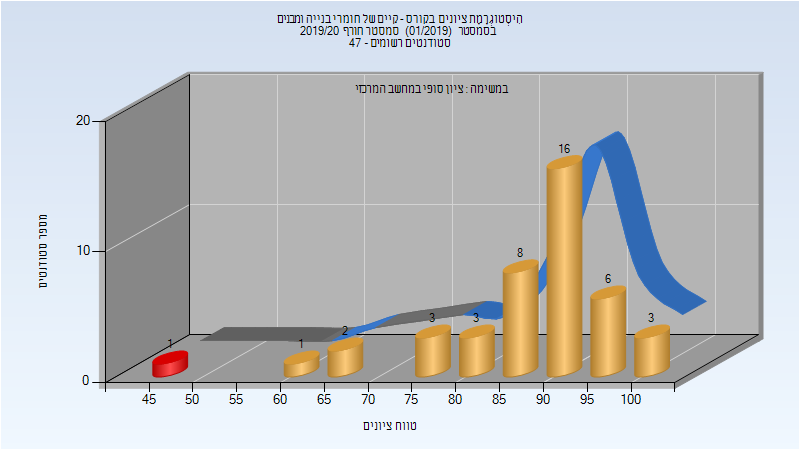 היסטוגרמת ציונים בקורס - קיים של חומרי בנייה ומבנים
בסמסטר (01/2019) סמסטר חורף 2019/20
סטודנטים רשומים - 47
במשימה : ציון סופי במחשב המרכזי
מספר סטודנטים
20
10
0
1
1
2
3
3
8
16
6
3
45 50 55 60 65 70 75 80 85 90 95 100
טווח ציונים